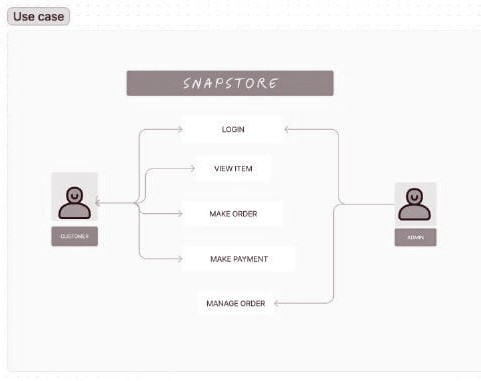 Use case
SNAPSTORE
LOGIN
VIEW ITEM
MAKE ORDER
CUSTOMER
ADMIN
MAKE PAYMENT
MANAGE ORDER